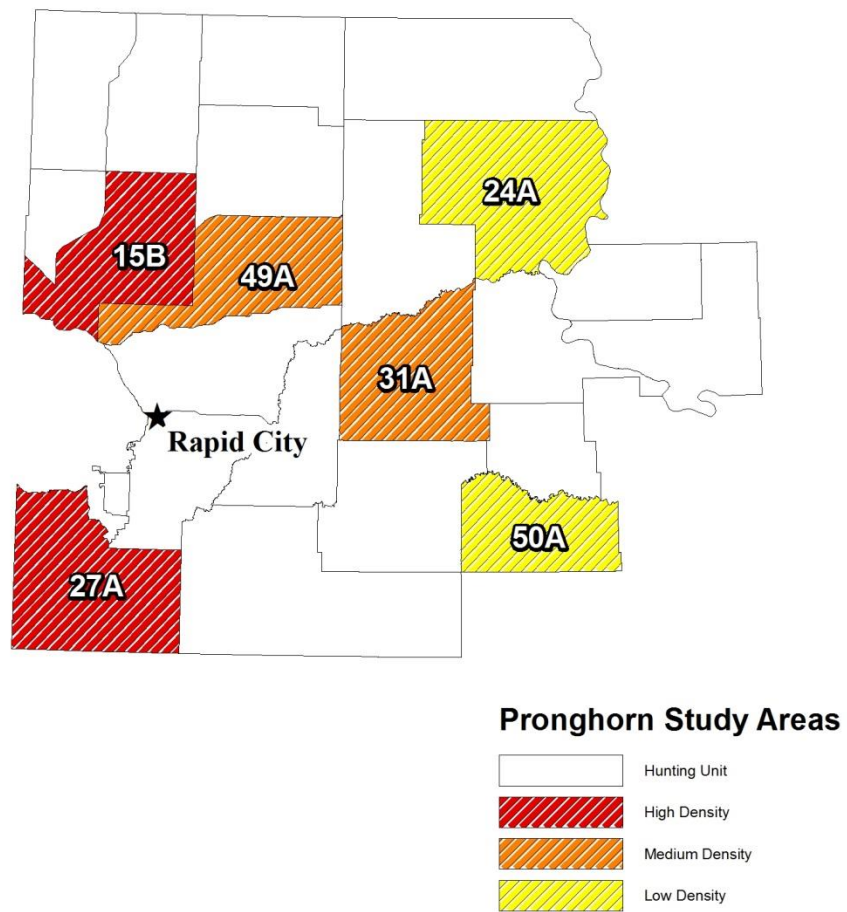 24A
15B
49A
31A
Rapid City
50A
27A
Pronghorn Study Areas
Hunting Unit
High Density
Medium Density
Low Density